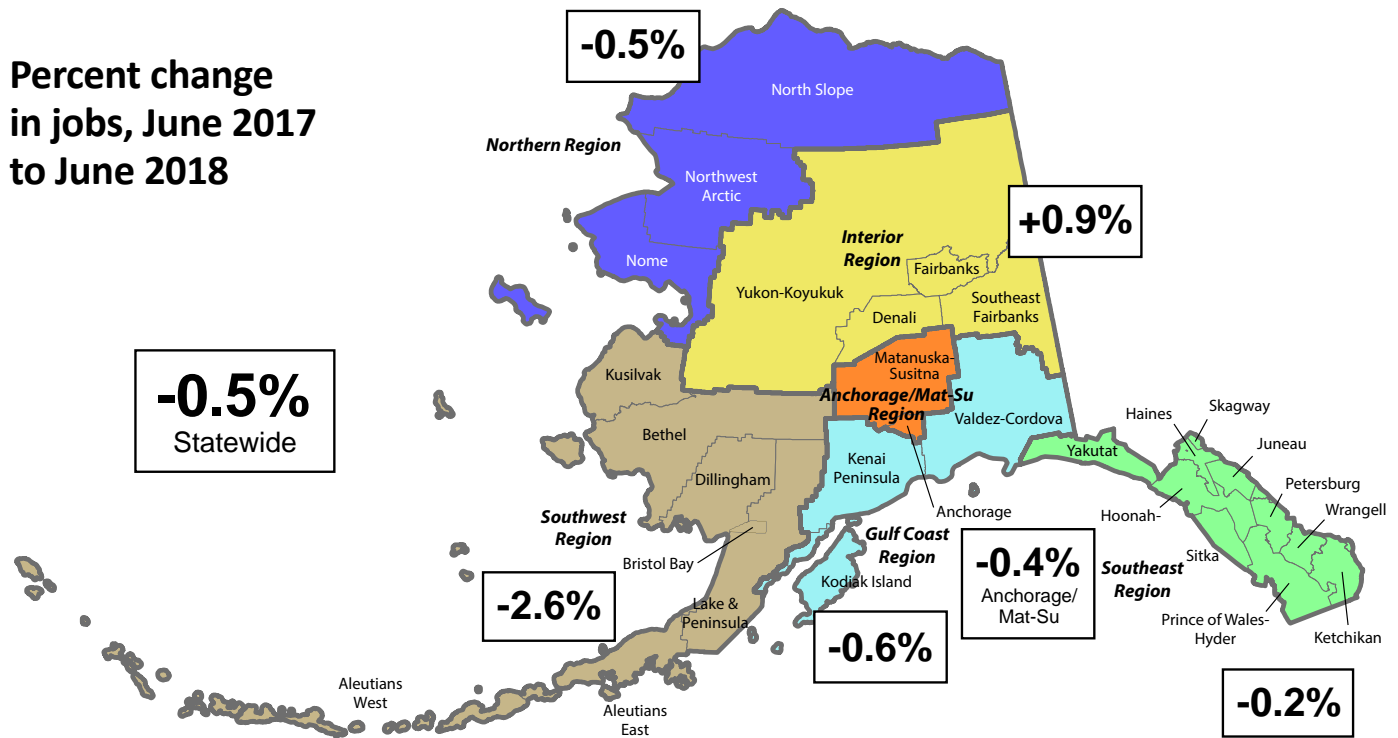 Percent change
in jobs, June 2017
to June 2018
-0.5%
North Slope
Northern Region
Northwest
Arctic
Nome
+0.9%
Interior
Region
Fairbanks
Yukon-Koyukuk
Southeast
Fairbanks
Denali
-0.5%
Statewide
Kusilvak
Bethel
Dillingham
Southwest
Region
Bristol Bay
-2.6%
Lake &
Peninsula
Aleutians
West
Aleutians
East
Matanuska-
Susitna
Anchorage/Mat-Su
Region
Valdez-Cordova
Kenai
Peninsula
Anchorage
Gulf Coast
Region
Kodiak Island
-0.6%
-0.4%
Anchorage/
Mat-Su
Yakutat
Haines
Skagway
Juneau
Petersburg
Wrangell
Hoonah-
Sitka
Southeast
Region
Prince of Wales-
Hyder
Ketchikan
-0.2%